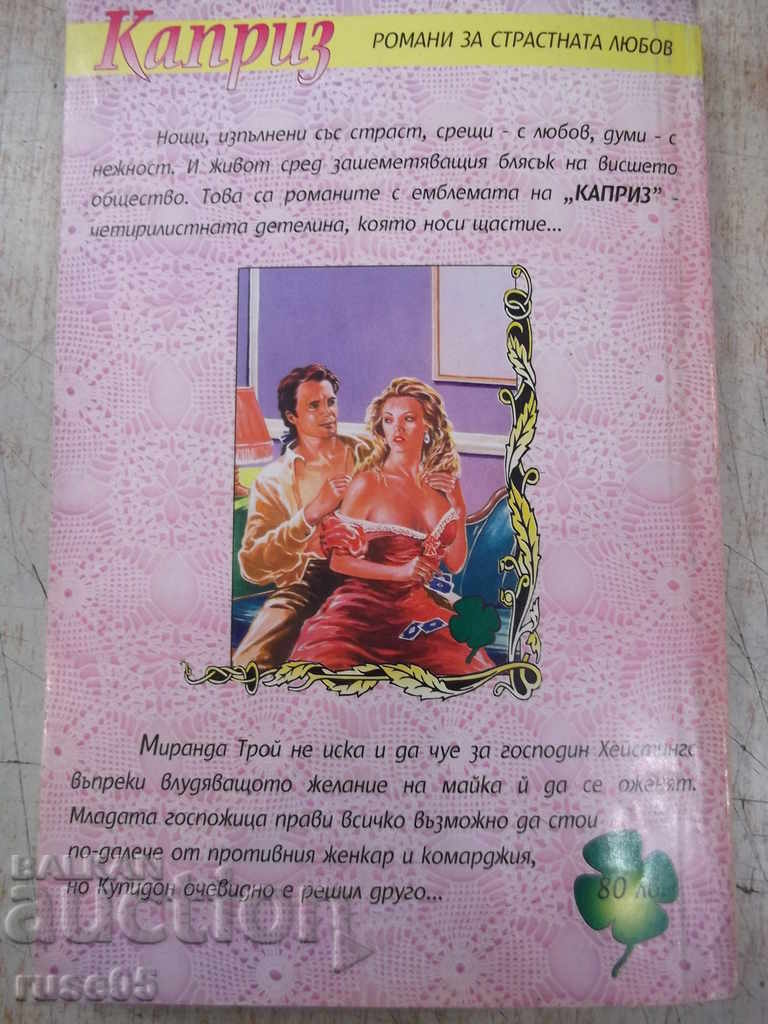 Каприз РОМАНИ ЗА СТРАСТНАТА ЛЮБОВ
Нощи, изпълнени със страст, срещи - с любов, думи - с
нежност. И живот сред зашеметяващия блясък на висшето
общество. Това са романите с емблемата на „КАПРИЗ" -
четирилистната детелина, която носи щастие...
Миранда Трой не иска и да чуе за господин Хейстингс
въпреки влудяващото желание на майка й да се оженят.
Младата госпожица прави всичко възможно да стои
по-далече от противния женкар и комарджия,
но Купидон очевидно е решил друго... 80
BALKAN
auction
ruse05